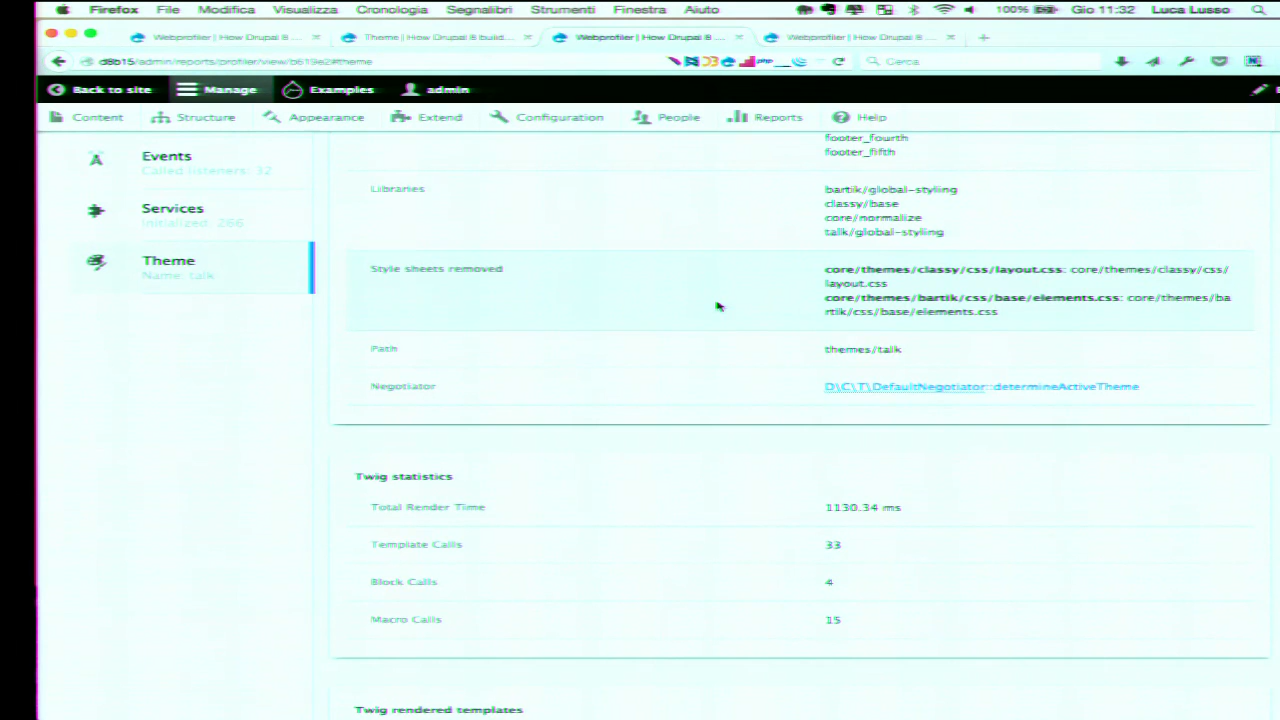 Firefox File Modifica Visualizza Cronologia Segnalibri Strumenti Finestra Aiuto 100% Gio 11:32 Luca Lusso
Webprofiler | How Drupal 8 ... Theme | How Drupal 8 build... Webprofiler | How Drupal 8 ... Webprofiler | How Drupal 8 ...
d8b15/admin/reports/profiler/view/b619e2#theme Cerca
Back to site Manage Examples admin
Content Structure Appearance Extend Configuration People Reports Help
footer_fourth
footer_fifth
Events
Called listeners: 32
Services
Initialized: 266
Theme
Name: talk
Libraries
bartik/global-styling
classy/base
core/normalize
talk/global-styling
Style sheets removed
core/themes/classy/css/layout.css: core/themes/classy/css/
layout.css
core/themes/bartik/css/base/elements.css: core/themes/ba
rtik/css/base/elements.css
Path themes/talk
Negotiator D\C\T\DefaultNegotiator::determineActiveTheme
Twig statistics
Total Render Time 1130.34 ms
Template Calls 33
Block Calls 4
Macro Calls 15
Twig rendered templates